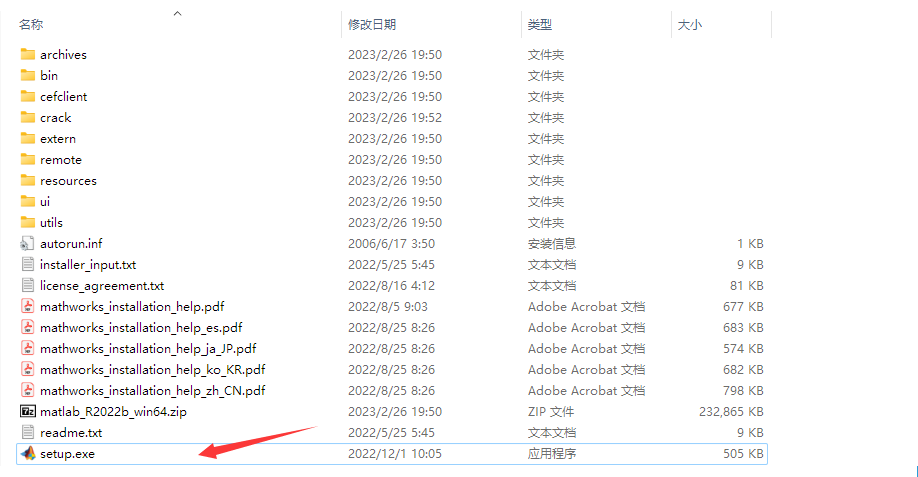 名称 修改日期 类型 大小
archives 2023/2/26 19:50 文件夹
bin 2023/2/26 19:50 文件夹
cefclient 2023/2/26 19:50 文件夹
crack 2023/2/26 19:52 文件夹
extern 2023/2/26 19:50 文件夹
remote 2023/2/26 19:50 文件夹
resources 2023/2/26 19:50 文件夹
ui 2023/2/26 19:50 文件夹
utils 2023/2/26 19:50 文件夹
autorun.inf 2006/6/17 3:50 安装信息 1 KB
installer_input.txt 2022/5/25 5:45 文本文档 9 KB
license_agreement.txt 2022/8/16 4:12 文本文档 81 KB
mathworks_installation_help.pdf 2022/8/5 9:03 Adobe Acrobat 文档 677 KB
mathworks_installation_help_es.pdf 2022/8/25 8:26 Adobe Acrobat 文档 683 KB
mathworks_installation_help_ja_JP.pdf 2022/8/25 8:26 Adobe Acrobat 文档 574 KB
mathworks_installation_help_ko_KR.pdf 2022/8/25 8:26 Adobe Acrobat 文档 682 KB
mathworks_installation_help_zh_CN.pdf 2022/8/25 8:26 Adobe Acrobat 文档 798 KB
matlab_R2022b_win64.zip 2023/2/26 19:50 ZIP 文件 232,865 KB
readme.txt 2022/5/25 5:45 文本文档 9 KB
setup.exe 2022/12/1 10:05 应用程序 505 KB